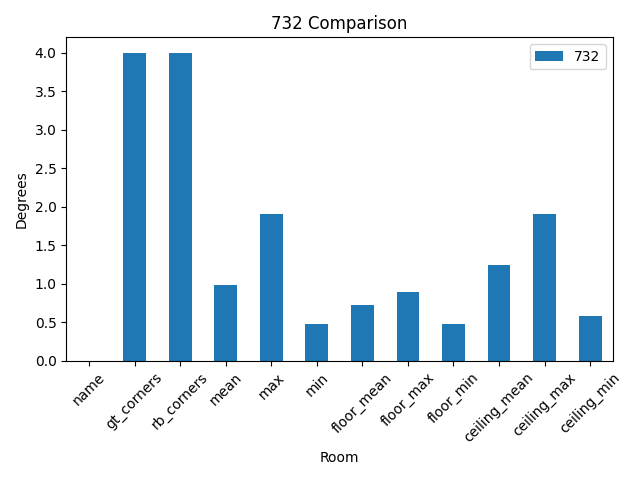 732 Comparison
732
Degrees
4.0
3.5
3.0
2.5
2.0
1.5
1.0
0.5
0.0
name
gt_corners
rb_corners
mean
max
min
floor_mean
floor_max
floor_min
ceiling_mean
ceiling_max
ceiling_min
Room